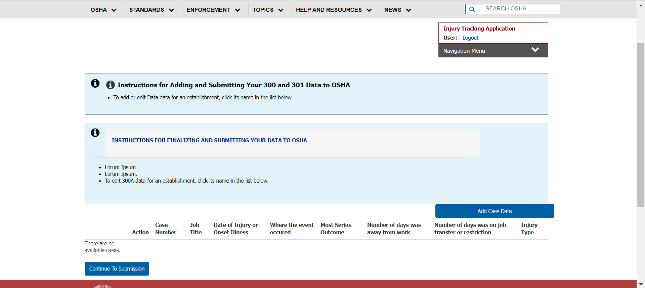 OSHA STANDARDS ENFORCEMENT TOPICS HELP AND RESOURCES NEWS SEARCH OSHA
Injury Tracking Application
User: | Logout
Navigation Menu
Instructions for Adding and Submitting Your 300 and 301 Data to OSHA
• To add or edit Data data for an establishment, click its name in the list below.
INSTRUCTIONS FOR FINALIZING AND SUBMITTING YOUR DATA TO OSHA
• Lorum Ipsum
• Lorum Ipsum.
• To edit 300A data for an establishment, click its name in the list below.
Add Case Data
Action
Case
Number
Job
Title
Date of Injury or
Onset Illness
Where the event
occured
Most Serios
Outcome
Number of days was
away from work
Number of days was on job
transfer or restriction
Injury
Type
There are no
available cases.
Continue To Submission